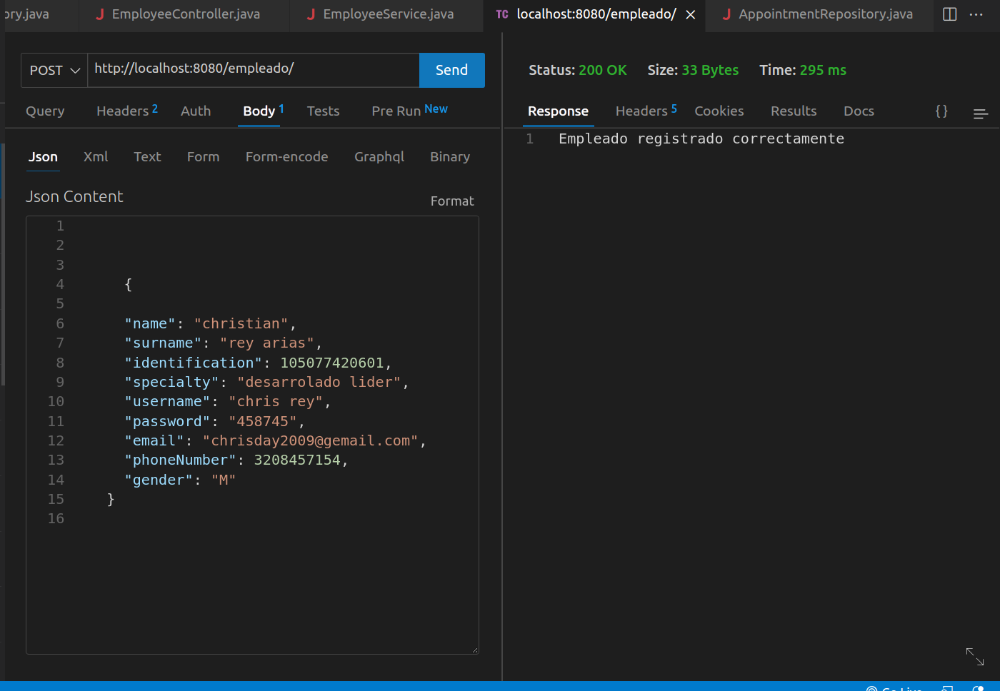 ory.java
J EmployeeController.java
J EmployeeService.java
TC localhost:8080/empleado/
J AppointmentRepository.java
POST http://localhost:8080/empleado/ Send
Status: 200 OK Size: 33 Bytes Time: 295 ms
Query Headers 2 Auth Body 1 Tests Pre Run New
Response Headers 5 Cookies Results Docs {}
Json Xml Text Form Form-encode Graphql Binary
Json Content
Format
1 Empleado registrado correctamente
1
2
3
4 {
5
6 "name": "christian",
7 "surname": "rey arias",
8 "identification": 105077420601,
9 "specialty": "desarrolado lider",
10 "username": "chris rey",
11 "password": "458745",
12 "email": "chrisday2009@gemail.com",
13 "phoneNumber": 3208457154,
14 "gender": "M"
15 }
16
Go Live